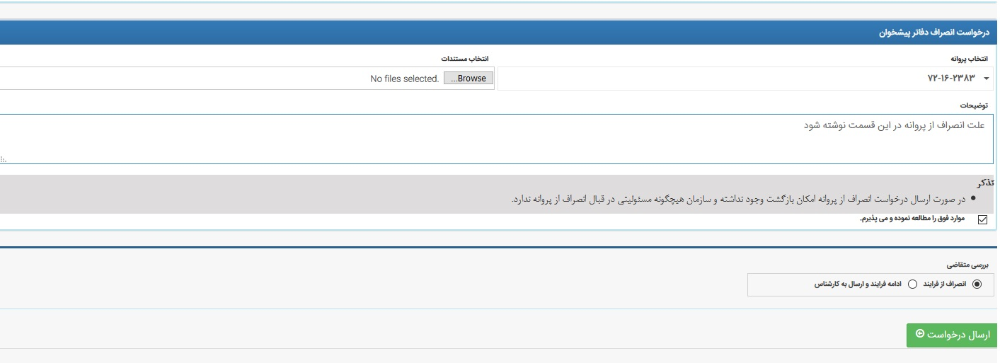 درخواست انصراف دفاتر پیشخوان
انتخاب پروانه
۷۲-۱۶-۲۳۸۳
انتخاب مستندات
Browse...
No files selected.
توضیحات
علت انصراف از پروانه در این قسمت نوشته شود
تذکر
در صورت ارسال درخواست انصراف از پروانه امکان بازگشت وجود نداشته و سازمان هیچگونه مسئولیتی در قبال انصراف از پروانه ندارد.
موارد فوق را مطالعه نموده و می پذیرم.
بررسی متقاضی
انصراف از فرایند
ادامه فرایند و ارسال به کارشناس
ارسال درخواست